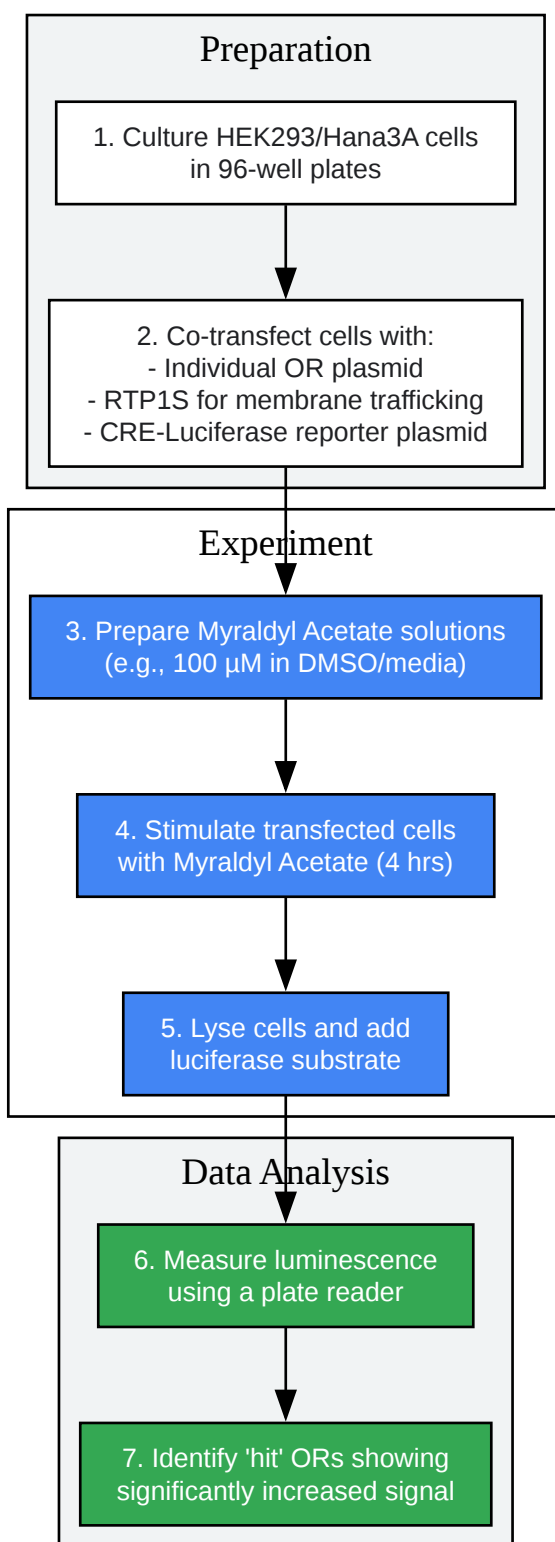 Preparation
1. Culture HEK293/Hana3A cells
in 96-well plates
2. Co-transfect cells with:
- Individual OR plasmid
- RTP1S for membrane trafficking
- CRE-Luciferase reporter plasmid
Experiment
3. Prepare Myraldyl Acetate solutions
(e.g., 100 µM in DMSO/media)
4. Stimulate transfected cells
with Myraldyl Acetate (4 hrs)
5. Lyse cells and add
luciferase substrate
Data Analysis
6. Measure luminescence
using a plate reader
7. Identify 'hit' ORs showing
significantly increased signal